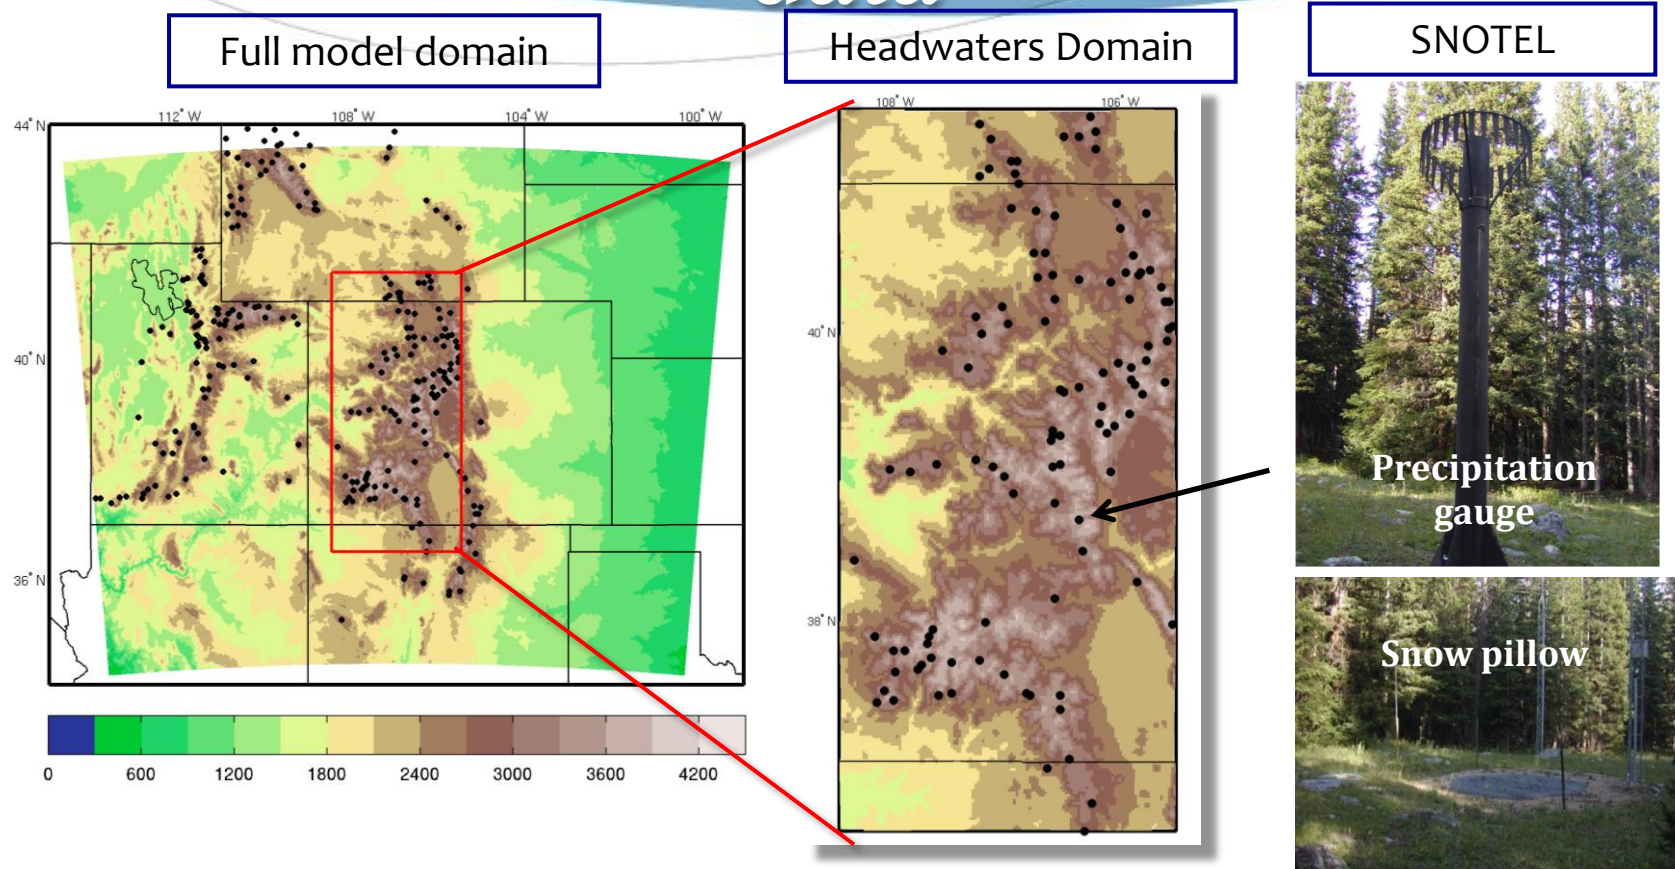 Full model domain
Headwaters Domain
SNOTEL
112° W
108° W
104° W
100° W
44° N
40° N
36° N
0
600
1200
1800
2400
3000
3600
4200
108° W
106° W
40° N
38° N
Precipitation
gauge
Snow pillow